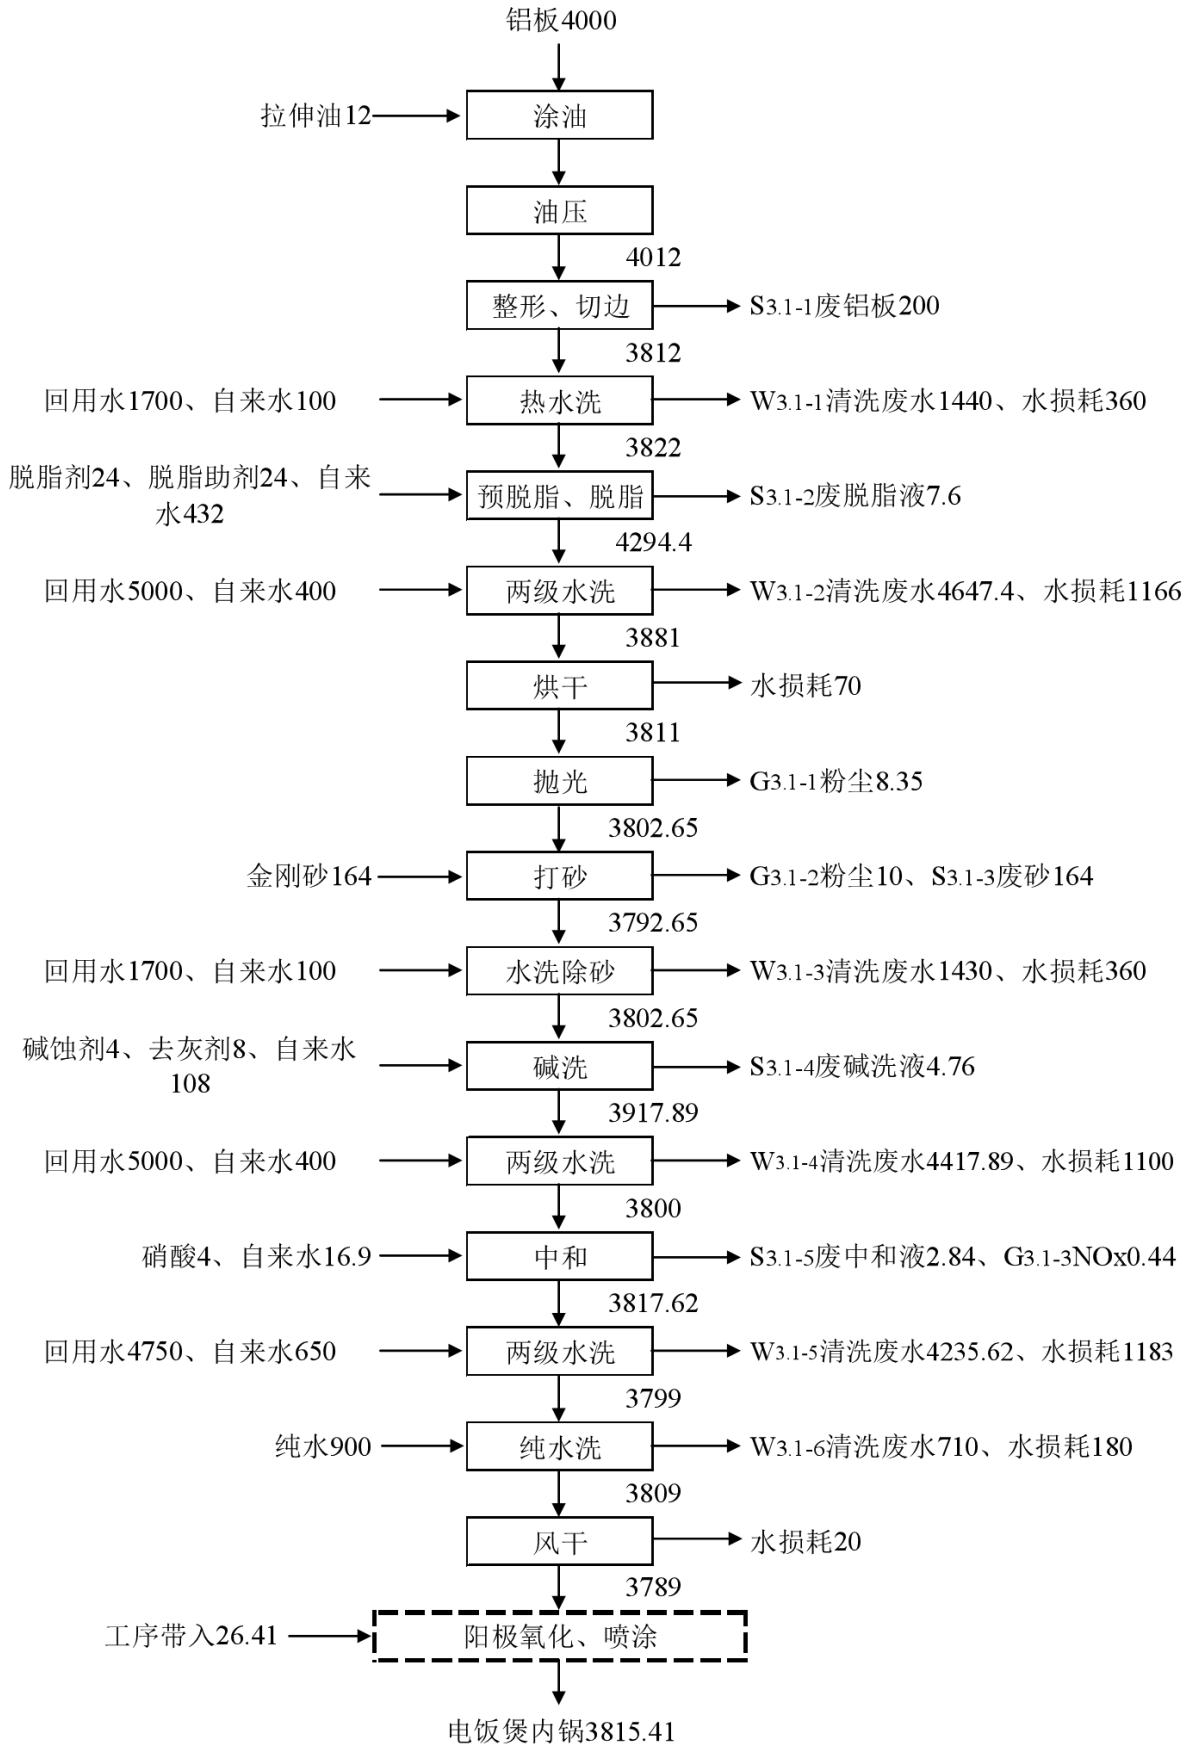 铝板4000
拉伸油12
涂油
油压
4012
整形、切边
S3.1-1废铝板200
3812
回用水1700、自来水100
热水洗
W3.1-1清洗废水1440、水损耗360
3822
脱脂剂24、脱脂助剂24、自来
水432
预脱脂、脱脂
S3.1-2废脱脂液7.6
4294.4
回用水5000、自来水400
两级水洗
W3.1-2清洗废水4647.4、水损耗1166
3881
烘干
水损耗70
3811
抛光
G3.1-1粉尘8.35
3802.65
金刚砂164
打砂
G3.1-2粉尘10、S3.1-3废砂164
3792.65
回用水1700、自来水100
水洗除砂
W3.1-3清洗废水1430、水损耗360
3802.65
碱蚀剂4、去灰剂8、自来水
108
碱洗
S3.1-4废碱洗液4.76
3917.89
回用水5000、自来水400
两级水洗
W3.1-4清洗废水4417.89、水损耗1100
3800
硝酸4、自来水16.9
中和
S3.1-5废中和液2.84、G3.1-3NOx0.44
3817.62
回用水4750、自来水650
两级水洗
W3.1-5清洗废水4235.62、水损耗1183
3799
纯水900
纯水洗
W3.1-6清洗废水710、水损耗180
3809
风干
水损耗20
3789
工序带入26.41
阳极氧化、喷涂
电饭煲内锅3815.41